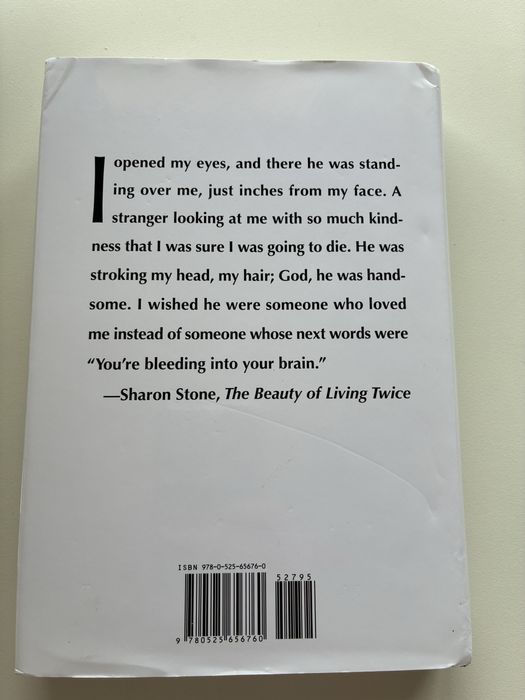 I opened my eyes, and there he was stand-
ing over me, just inches from my face. A
stranger looking at me with so much kind-
ness that I was sure I was going to die. He was
stroking my head, my hair; God, he was hand-
some. I wished he were someone who loved
me instead of someone whose next words were
“You’re bleeding into your brain.”
—Sharon Stone, The Beauty of Living Twice
ISBN 978-0-525-65676-0
52795
9 780525 656760